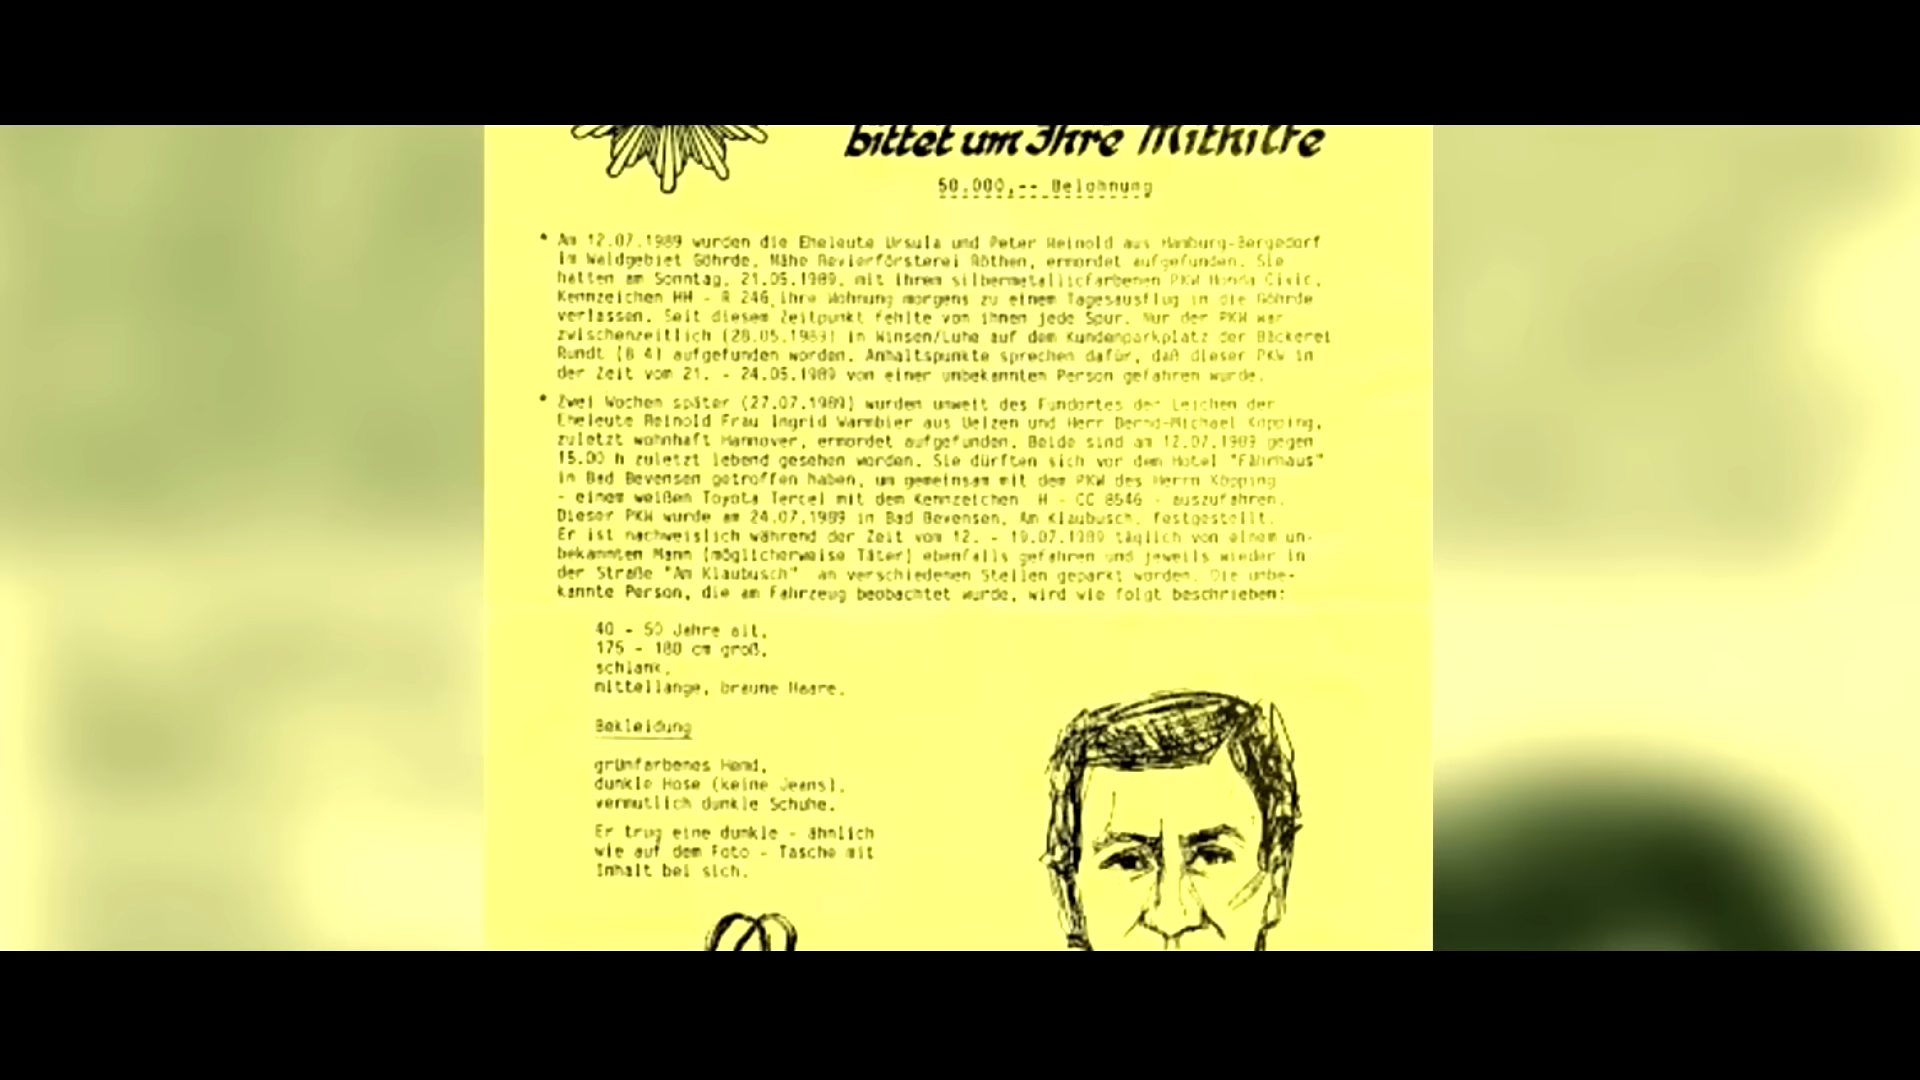 bittet um Ihre Mithilfe
50.000,-- Belohnung
* Am 12.07.1989 wurden die Eheleute Ursula und Peter Reinold aus Hamburg-Bergedorf
im Waldgebiet Göhrde, Nähe Revierförsterei Röthen, ermordet aufgefunden. Sie
hatten am Sonntag, 21.05.1989, mit ihrem silbermetallicfarbenen PKW Honda Civic,
Kennzeichen HH - R 246 ihre Wohnung morgens zu einem Tagesausflug in die Göhrde
verlassen. Seit diesem Zeitpunkt fehlte von ihnen jede Spur. Nur der PKW war
zwischenzeitlich (28.05.1989) in Winsen/Luhe auf dem Kundenparkplatz der Bäckerei
Rundt (B 4) aufgefunden worden. Anhaltspunkte sprechen dafür, daß dieser PKW in
der Zeit vom 21. - 24.05.1989 von einer unbekannten Person gefahren wurde.
* Zwei Wochen später (27.07.1989) wurden unweit des Fundortes der Leichen der
Eheleute Reinold Frau Ingrid Warmbier aus Uelzen und Herr Bernd-Michael Köpping,
zuletzt wohnhaft Hannover, ermordet aufgefunden. Beide sind am 12.07.1989 gegen
15.00 h zuletzt lebend gesehen worden. Sie dürften sich vor dem Hotel "Fährhaus"
in Bad Bevensen getroffen haben, um gemeinsam mit dem PKW des Herrn Köpping
- einem weißen Toyota Tercel mit dem Kennzeichen H - CC 8546 - auszufahren.
Dieser PKW wurde am 24.07.1989 in Bad Bevensen, Am Klaubusch, festgestellt.
Er ist nachweislich während der Zeit vom 12. - 19.07.1989 täglich von einem un-
bekannten Mann (möglicherweise Täter) ebenfalls gefahren und jeweils wieder in
der Straße "Am Klaubusch" an verschiedenen Stellen geparkt worden. Die unbe-
kannte Person, die am Fahrzeug beobachtet wurde, wird wie folgt beschrieben:
40 - 50 Jahre alt,
175 - 180 cm groß,
schlank,
mittellange, braune Haare.
Bekleidung
grünfarbenes Hemd,
dunkle Hose (keine Jeans),
vermutlich dunkle Schuhe.
Er trug eine dunkle - ähnlich
wie auf dem Foto - Tasche mit
Inhalt bei sich.